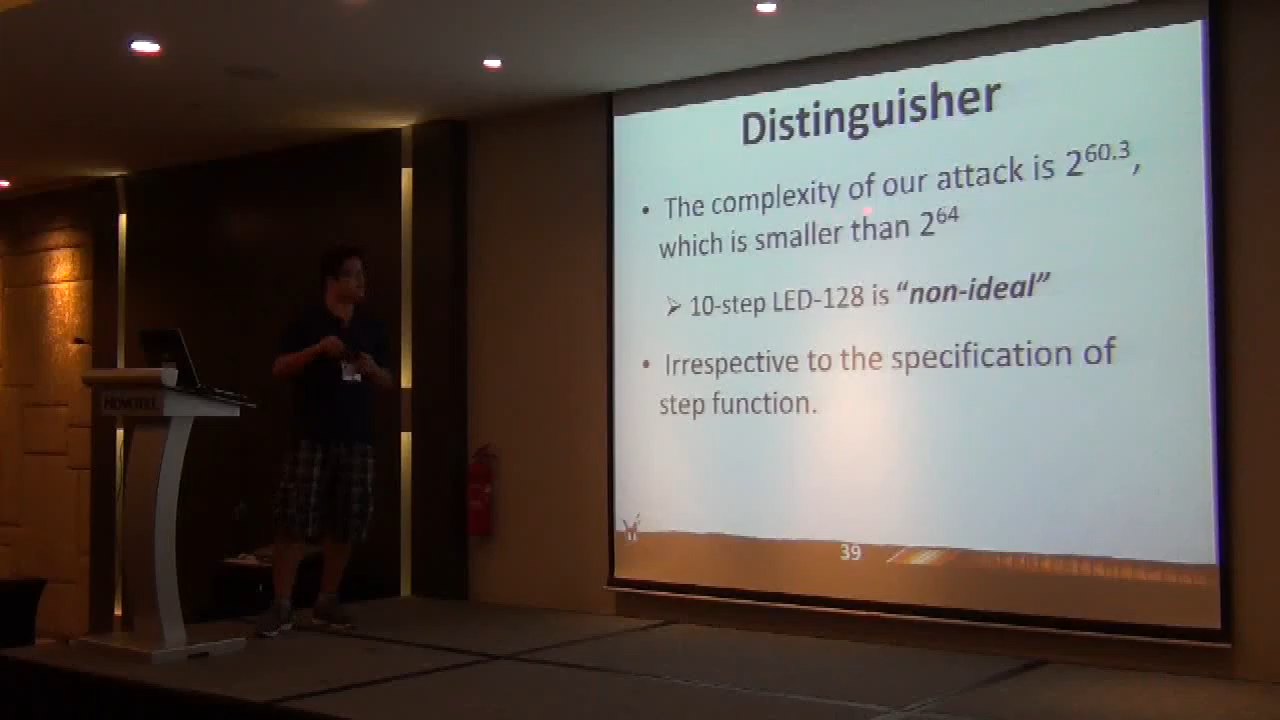 Distinguisher
• The complexity of our attack is 2^60.3,
which is smaller than 2^64
➢ 10-step LED-128 is “non-ideal”
• Irrespective to the specification of
step function.
39
NOVOTEL